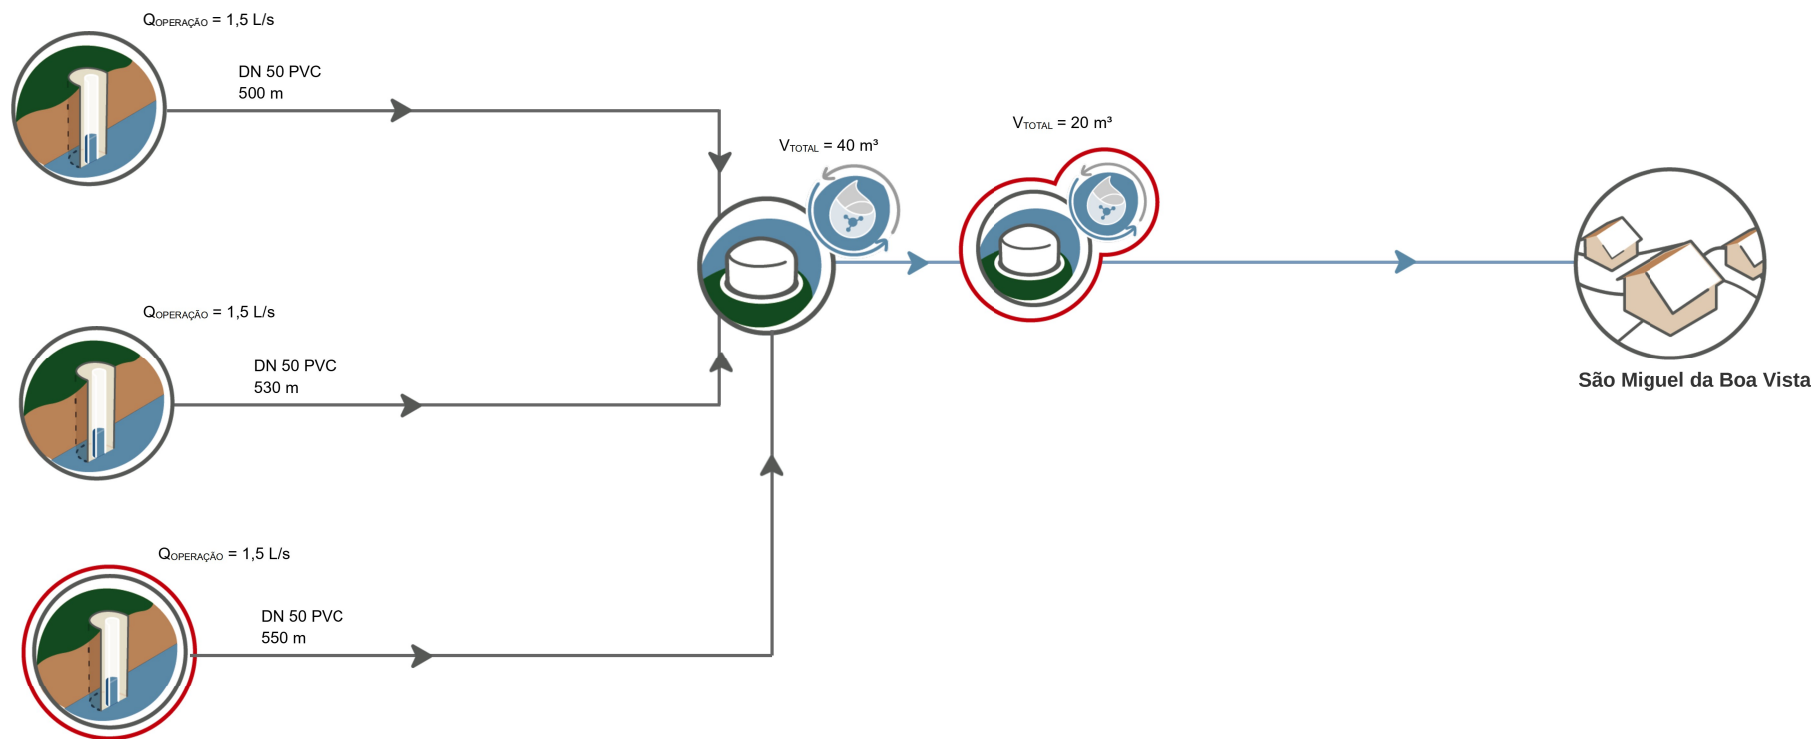 QOPERAÇÃO = 1,5 L/s
DN 50 PVC
500 m
VTOTAL = 20 m³
VTOTAL = 40 m³
QOPERAÇÃO = 1,5 L/s
DN 50 PVC
530 m
São Miguel da Boa Vista
QOPERAÇÃO = 1,5 L/s
DN 50 PVC
550 m